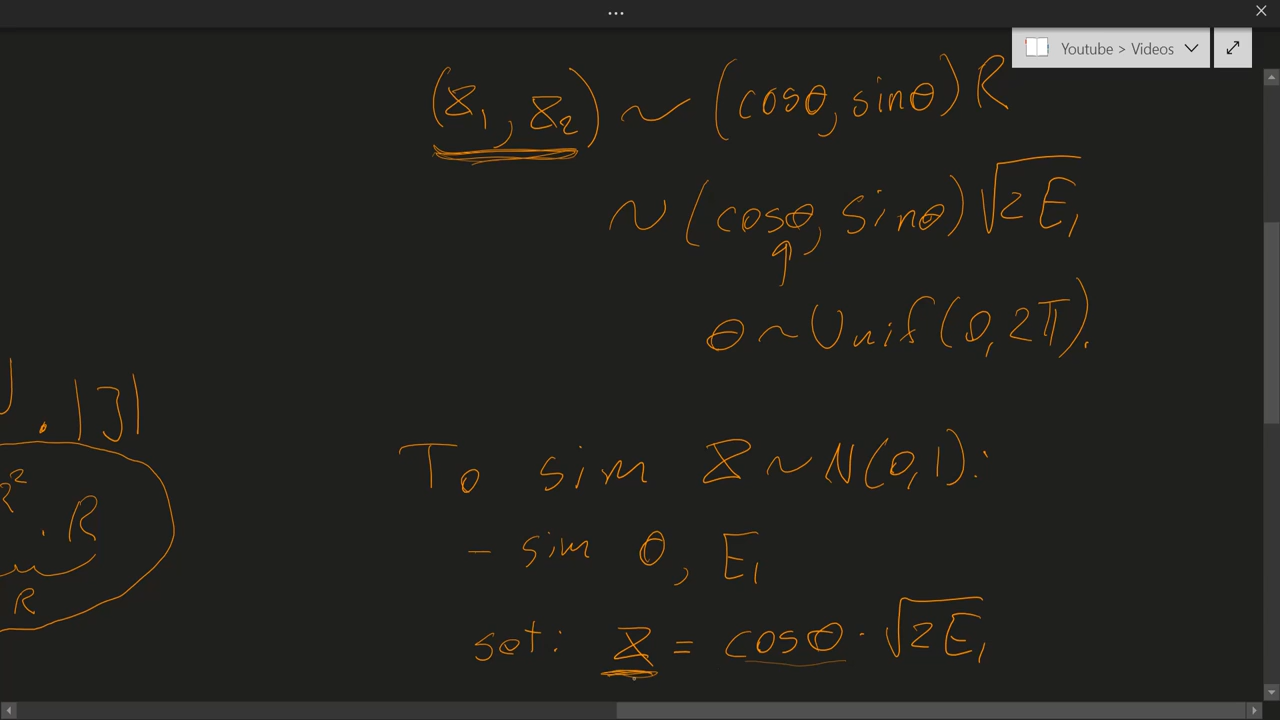 Youtube > Videos
(Z₁, Z₂) ~ (cosθ, sinθ) R
~ (cosθ, sinθ) √2E₁
θ ~ Unif(0, 2π).
. |J|
r²
. R
R
To sim Z ~ N(0,1):
- sim θ, E₁
set: Z = cosθ · √2E₁